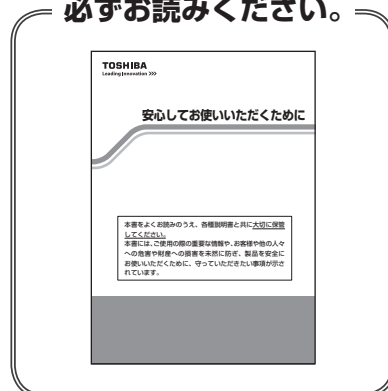 必ずお読みください。
TOSHIBA
Leading Innovation >>>
安心してお使いいただくために
本書をよくお読みのうえ、各種説明書と共に大切に保管
してください。
本書には、ご使用の際の重要な情報や、お客様や他の人々
への危害や財産への損害を未然に防ぎ、製品を安全に
お使いいただくために、守っていただきたい事項が示さ
れています。